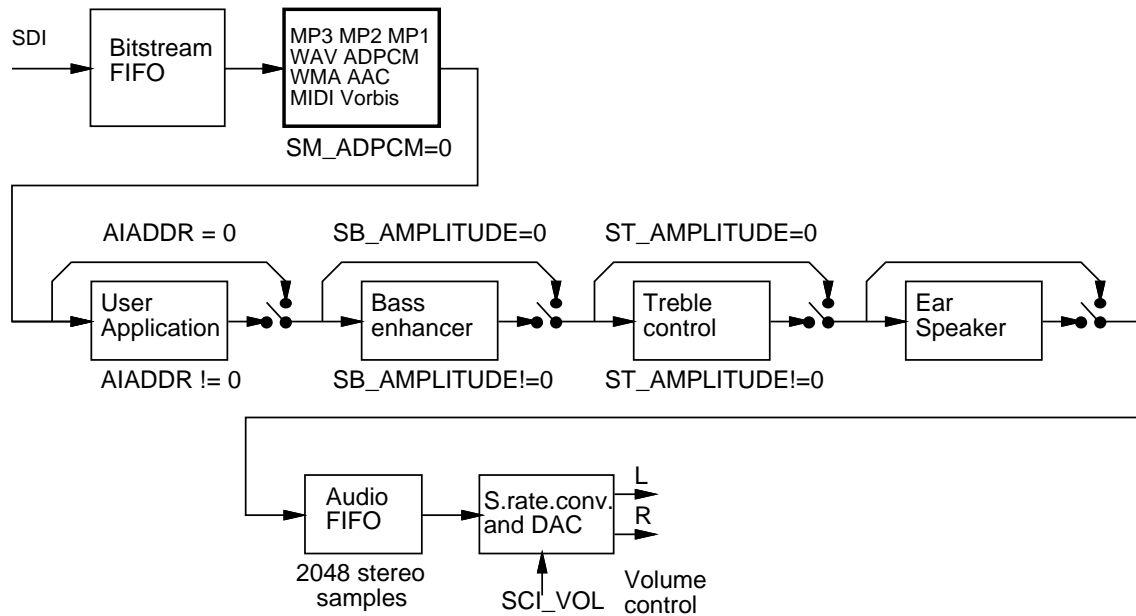 SDI
Bitstream
FIFO
MP3 MP2 MP1
WAV ADPCM
WMA AAC
MIDI Vorbis
SM_ADPCM=0
AIADDR = 0
SB_AMPLITUDE=0
ST_AMPLITUDE=0
User
Application
Bass
enhancer
Treble
control
Ear
Speaker
AIADDR != 0
SB_AMPLITUDE!=0
ST_AMPLITUDE!=0
Audio
FIFO
S.rate.conv.
and DAC
L
R
2048 stereo
samples
SCI_VOL
Volume
control